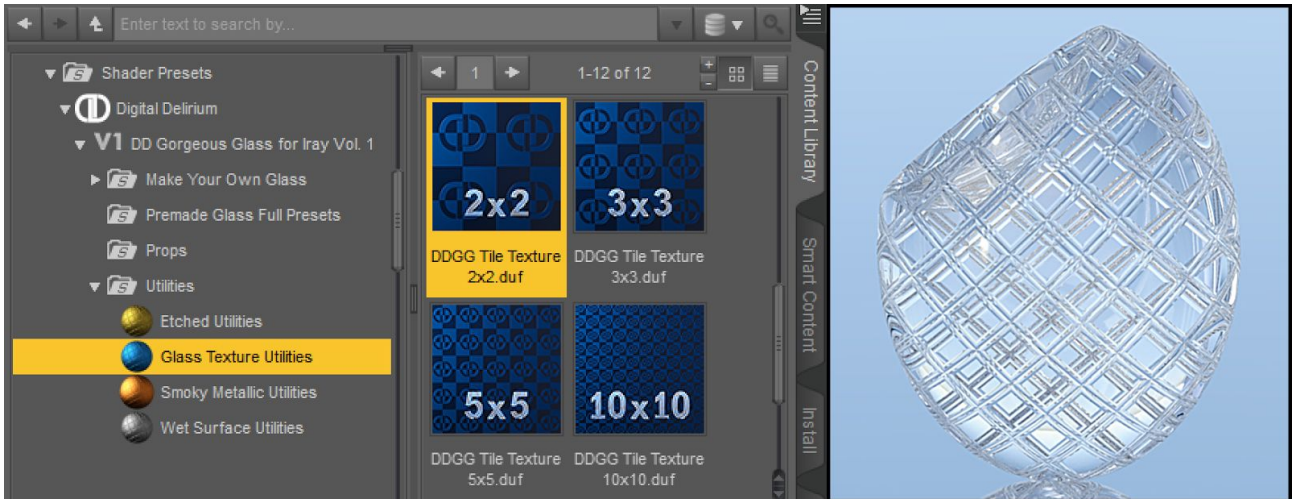 Enter text to search by...
Shader Presets
Digital Delirium
V1 DD Gorgeous Glass for Iray Vol. 1
Make Your Own Glass
Premade Glass Full Presets
Props
Utilities
Etched Utilities
Glass Texture Utilities
Smoky Metallic Utilities
Wet Surface Utilities
1
1-12 of 12
+
-
2x2
3x3
DDGG Tile Texture
2x2.duf
DDGG Tile Texture
3x3.duf
5x5
10x10
DDGG Tile Texture
5x5.duf
DDGG Tile Texture
10x10.duf
Content Library
Smart Content
Install